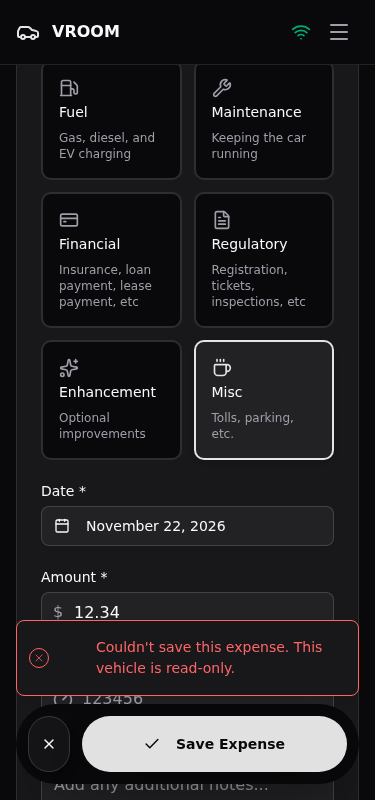 VROOM
Fuel
Gas, diesel, and
EV charging
Maintenance
Keeping the car
running
Financial
Insurance, loan
payment, lease
payment, etc
Regulatory
Registration,
tickets,
inspections, etc
Enhancement
Optional
improvements
Misc
Tolls, parking,
etc.
Date *
November 22, 2026
Amount *
$ 12.34
Couldn't save this expense. This
vehicle is read-only.
123456
Save Expense
Add any additional notes...